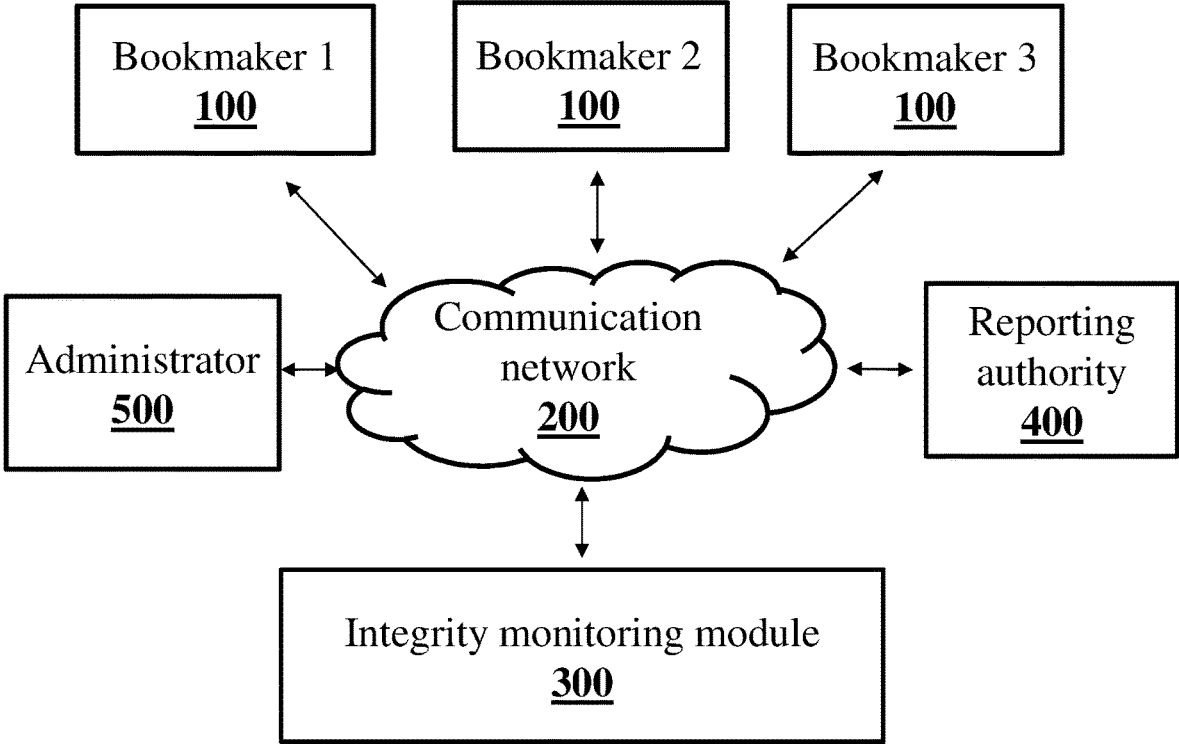 Bookmaker 1
100
Bookmaker 2
100
Bookmaker 3
100
Administrator
500
Communication
network
200
Reporting
authority
400
Integrity monitoring module
300